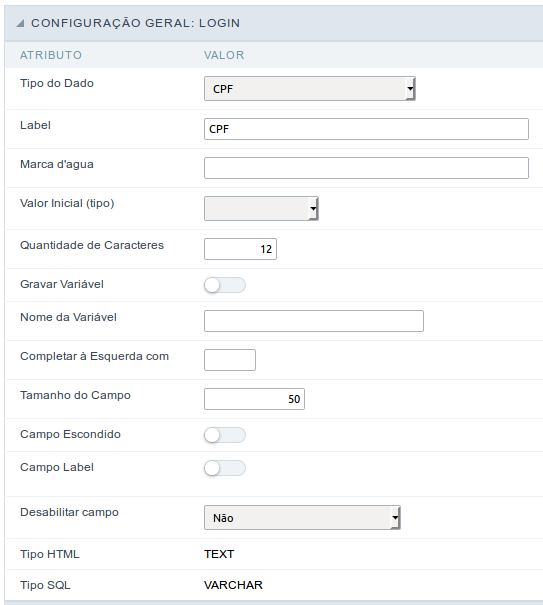 CONFIGURAÇÃO GERAL: LOGIN
ATRIBUTO VALOR
Tipo do Dado CPF
Label CPF
Marca d'agua
Valor Inicial (tipo)
Quantidade de Caracteres 12
Gravar Variável
Nome da Variável
Completar à Esquerda com
Tamanho do Campo 50
Campo Escondido
Campo Label
Desabilitar campo Não
Tipo HTML TEXT
Tipo SQL VARCHAR